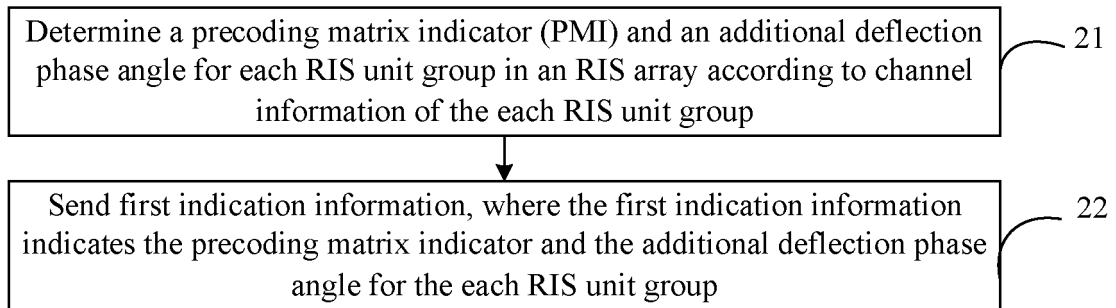 Determine a precoding matrix indicator (PMI) and an additional deflection
phase angle for each RIS unit group in an RIS array according to channel
information of the each RIS unit group
21
Send first indication information, where the first indication information
indicates the precoding matrix indicator and the additional deflection phase
angle for the each RIS unit group
22